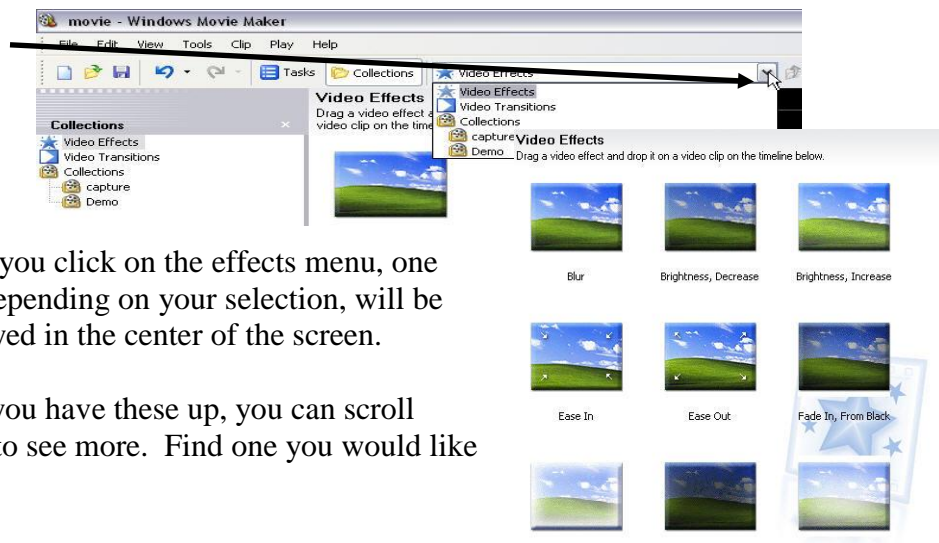 movie - Windows Movie Maker
File Edit View Tools Clip Play Help
Tasks Collections Video Effects
Video Effects
Video Transitions
Collections
capture
Demo
Collections
Video Effects
Video Transitions
Collections
capture
Demo
Video Effects
Drag a video effect
video clip on the time
Video Effects
Drag a video effect and drop it on a video clip on the timeline below.
Blur Brightness, Decrease Brightness, Increase
Ease In Ease Out Fade In, From Black
you click on the effects menu, one
epending on your selection, will be
yed in the center of the screen.
you have these up, you can scroll
to see more. Find one you would like